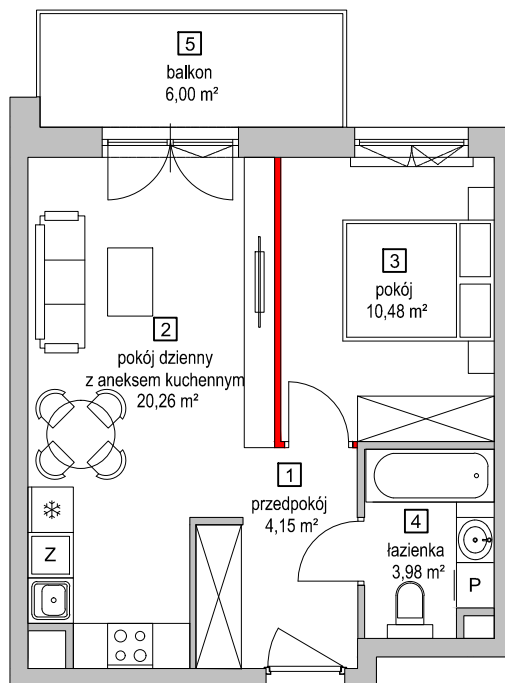 5
balkon
6,00 m²
3
pokój
10,48 m²
2
pokój dzienny
z aneksem kuchennym
20,26 m²
1
przedpokój
4,15 m²
4
łazienka
3,98 m²
Z
P